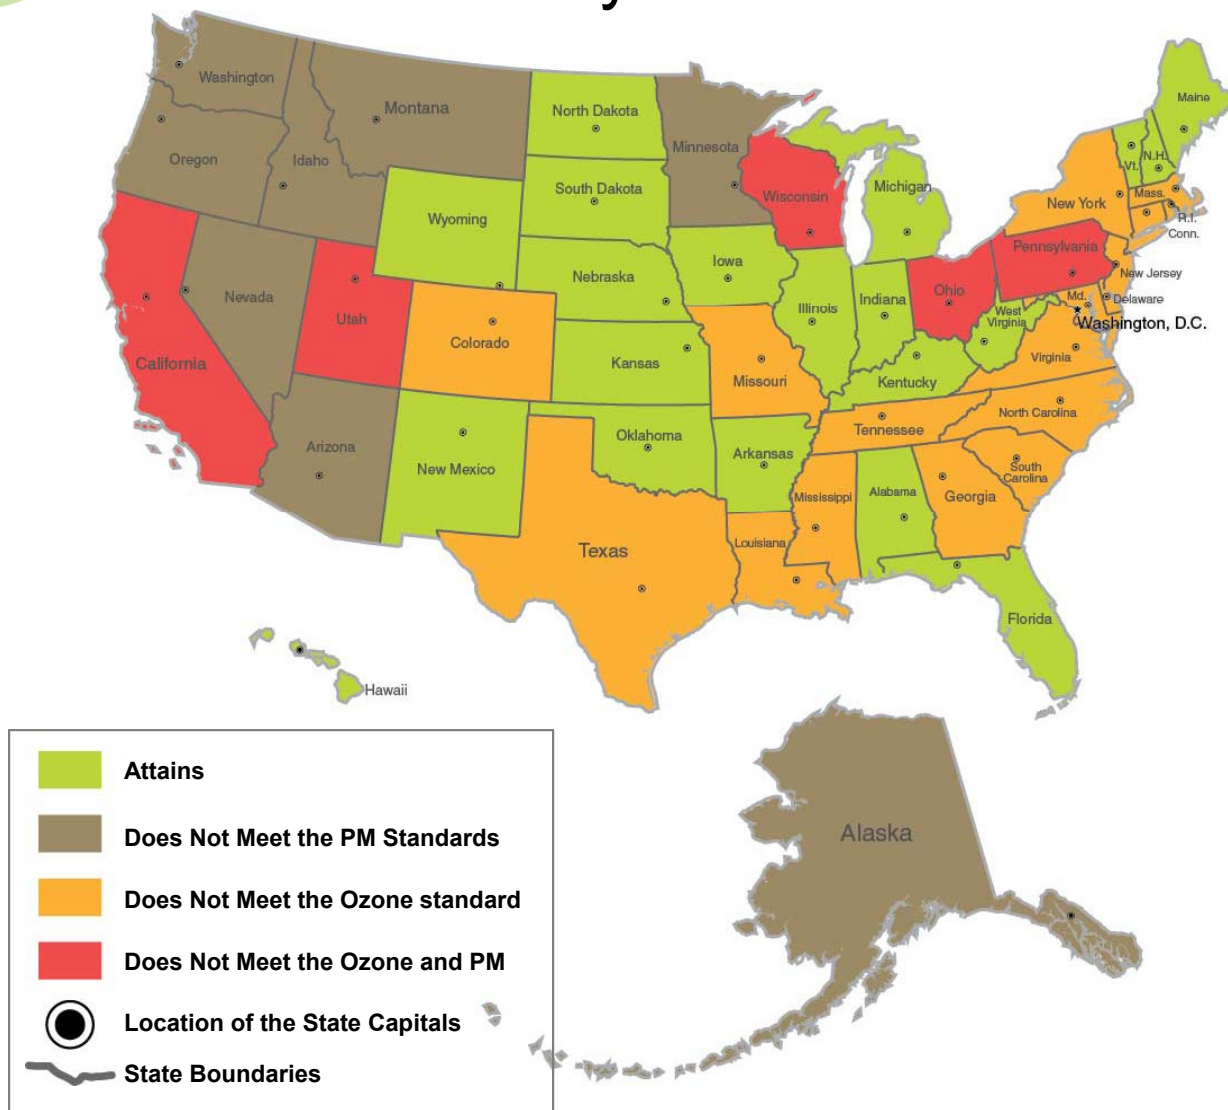 Washington
Montana
North Dakota
Minnesota
Maine
Oregon
Idaho
South Dakota
Wisconsin
Michigan
Vt.
N.H.
New York
Mass.
R.I.
Conn.
Wyoming
Nebraska
Iowa
Pennsylvania
New Jersey
Nevada
Utah
Colorado
Illinois
Indiana
Ohio
West
Virginia
Md.
Delaware
Washington, D.C.
California
Kansas
Missouri
Kentucky
Virginia
Arizona
New Mexico
Oklahoma
Arkansas
Tennessee
North Carolina
South
Carolina
Mississippi
Alabama
Georgia
Texas
Louisiana
Florida
Hawaii
Alaska
Attains
Does Not Meet the PM Standards
Does Not Meet the Ozone standard
Does Not Meet the Ozone and PM
Location of the State Capitals
State Boundaries